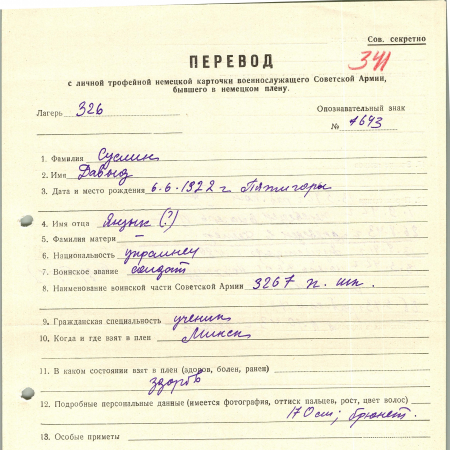 Сов. секретно
341
ПЕРЕВОД
с личной трофейной немецкой карточки военнослужащего Советской Армии,
бывшего в немецком плену.
Лагерь 326
Опознавательный знак
№ 4643
1. Фамилия Суслин
2. Имя Давыд
3. Дата и место рождения 6.6.1922 г. Пятигоры
4. Имя отца (?)
5. Фамилия матери —
6. Национальность украинец
7. Воинское звание солдат
8. Наименование воинской части Советской Армии 3267 п. шк.
9. Гражданская специальность ученик
10. Когда и где взят в плен Минск
11. В каком состоянии взят в плен (здоров, болен, ранен)
здоров
12. Подробные персональные данные (имеется фотография, оттиск пальцев, рост, цвет волос)
170 см; брюнет.
13. Особые приметы